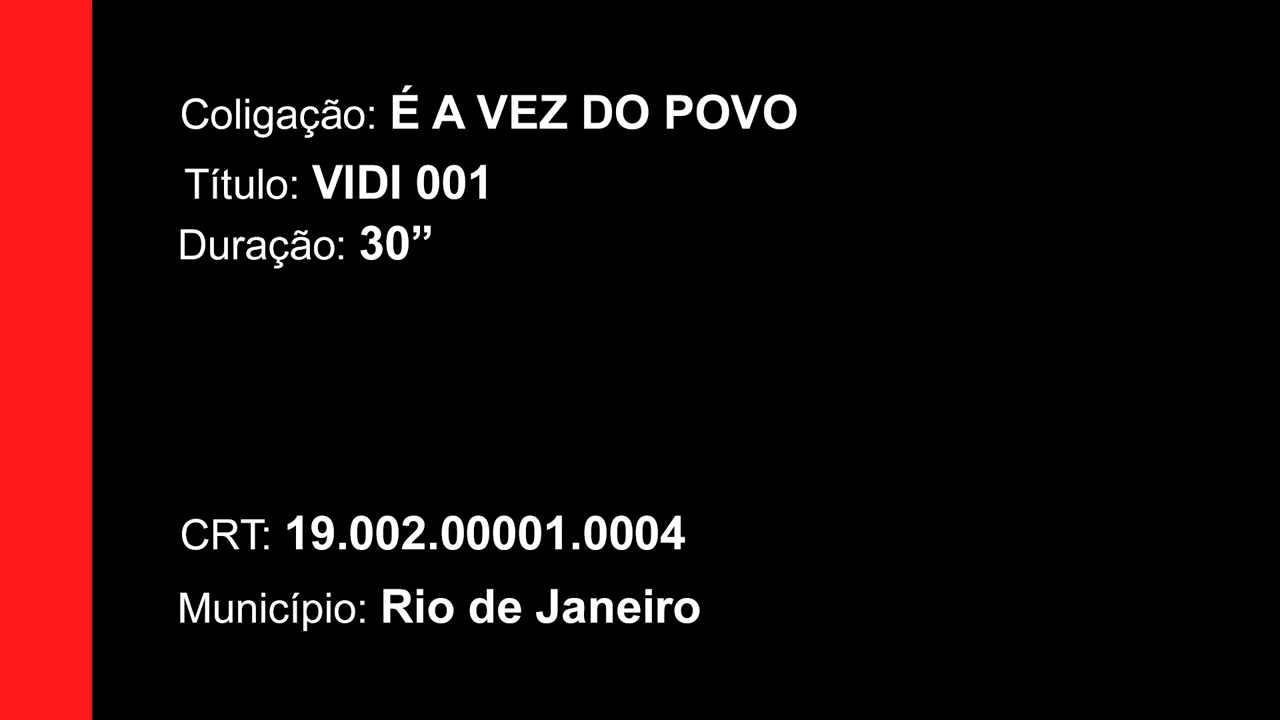 Coligação: É A VEZ DO POVO
Título: VIDI 001
Duração: 30”
CRT: 19.002.00001.0004
Município: Rio de Janeiro